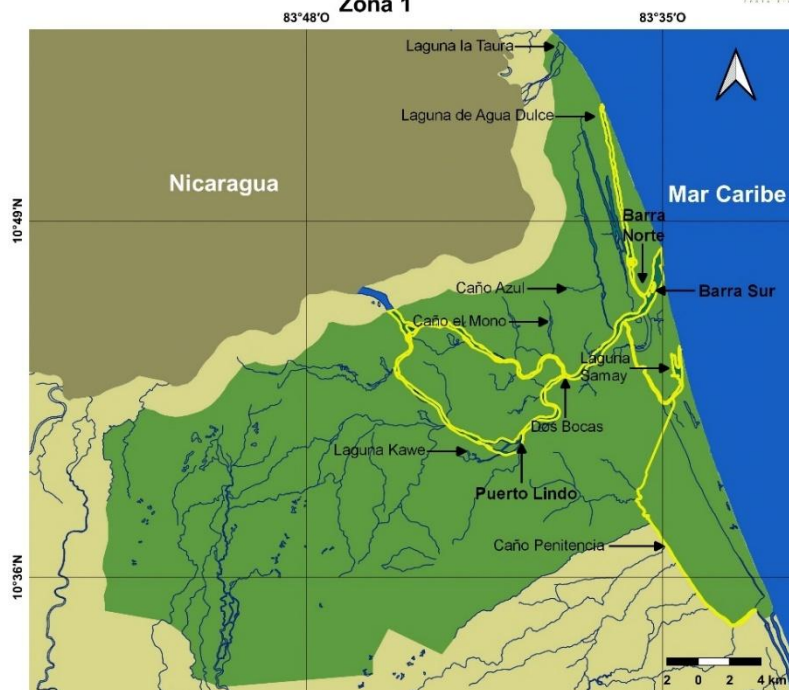 Zona 1
83°48'O
83°35'O
Laguna la Taura
Laguna de Agua Dulce
Nicaragua
Mar Caribe
10°49'N
Barra
Norte
Caño Azul
Barra Sur
Caño el Mono
Laguna
Samay
Dos Bocas
Laguna Kawe
Puerto Lindo
Caño Penitencia
10°36'N
2 0 2 4 km